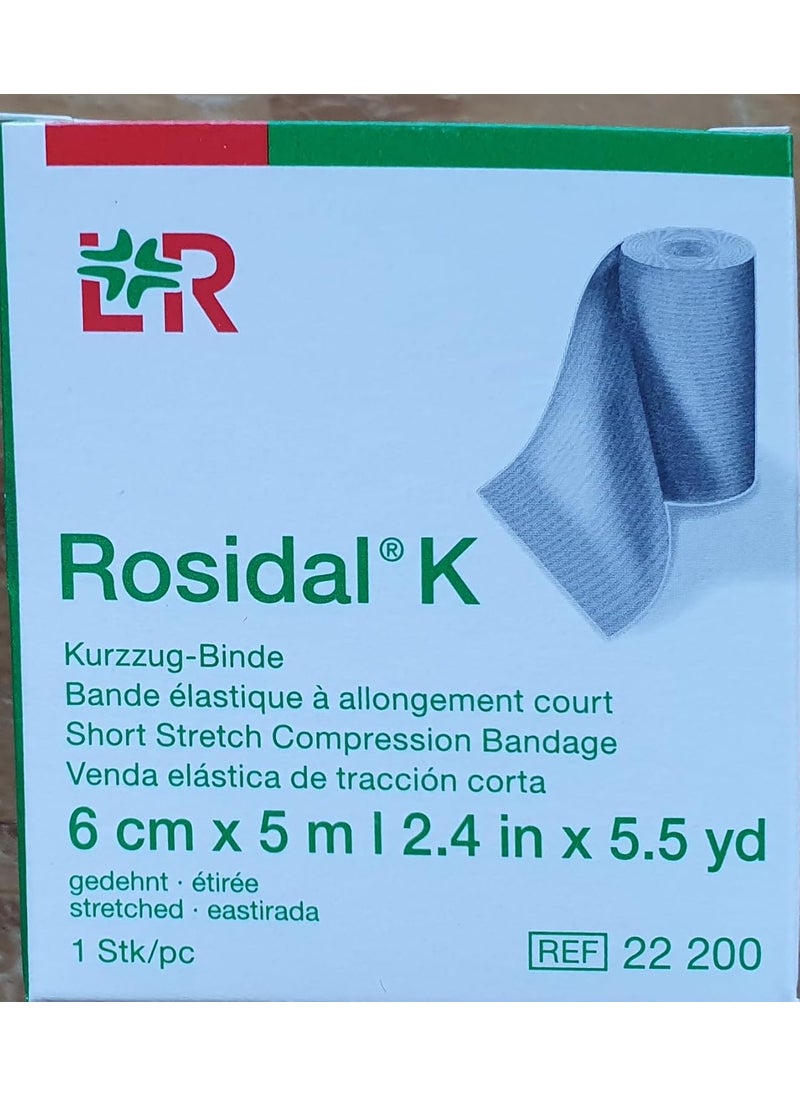 L&R
Rosidal® K
Kurzzug-Binde
Bande élastique à allongement court
Short Stretch Compression Bandage
Venda elástica de tracción corta
6 cm x 5 m | 2.4 in x 5.5 yd
gedehnt · étirée
stretched · eastirada
1 Stk/pc
REF 22 200